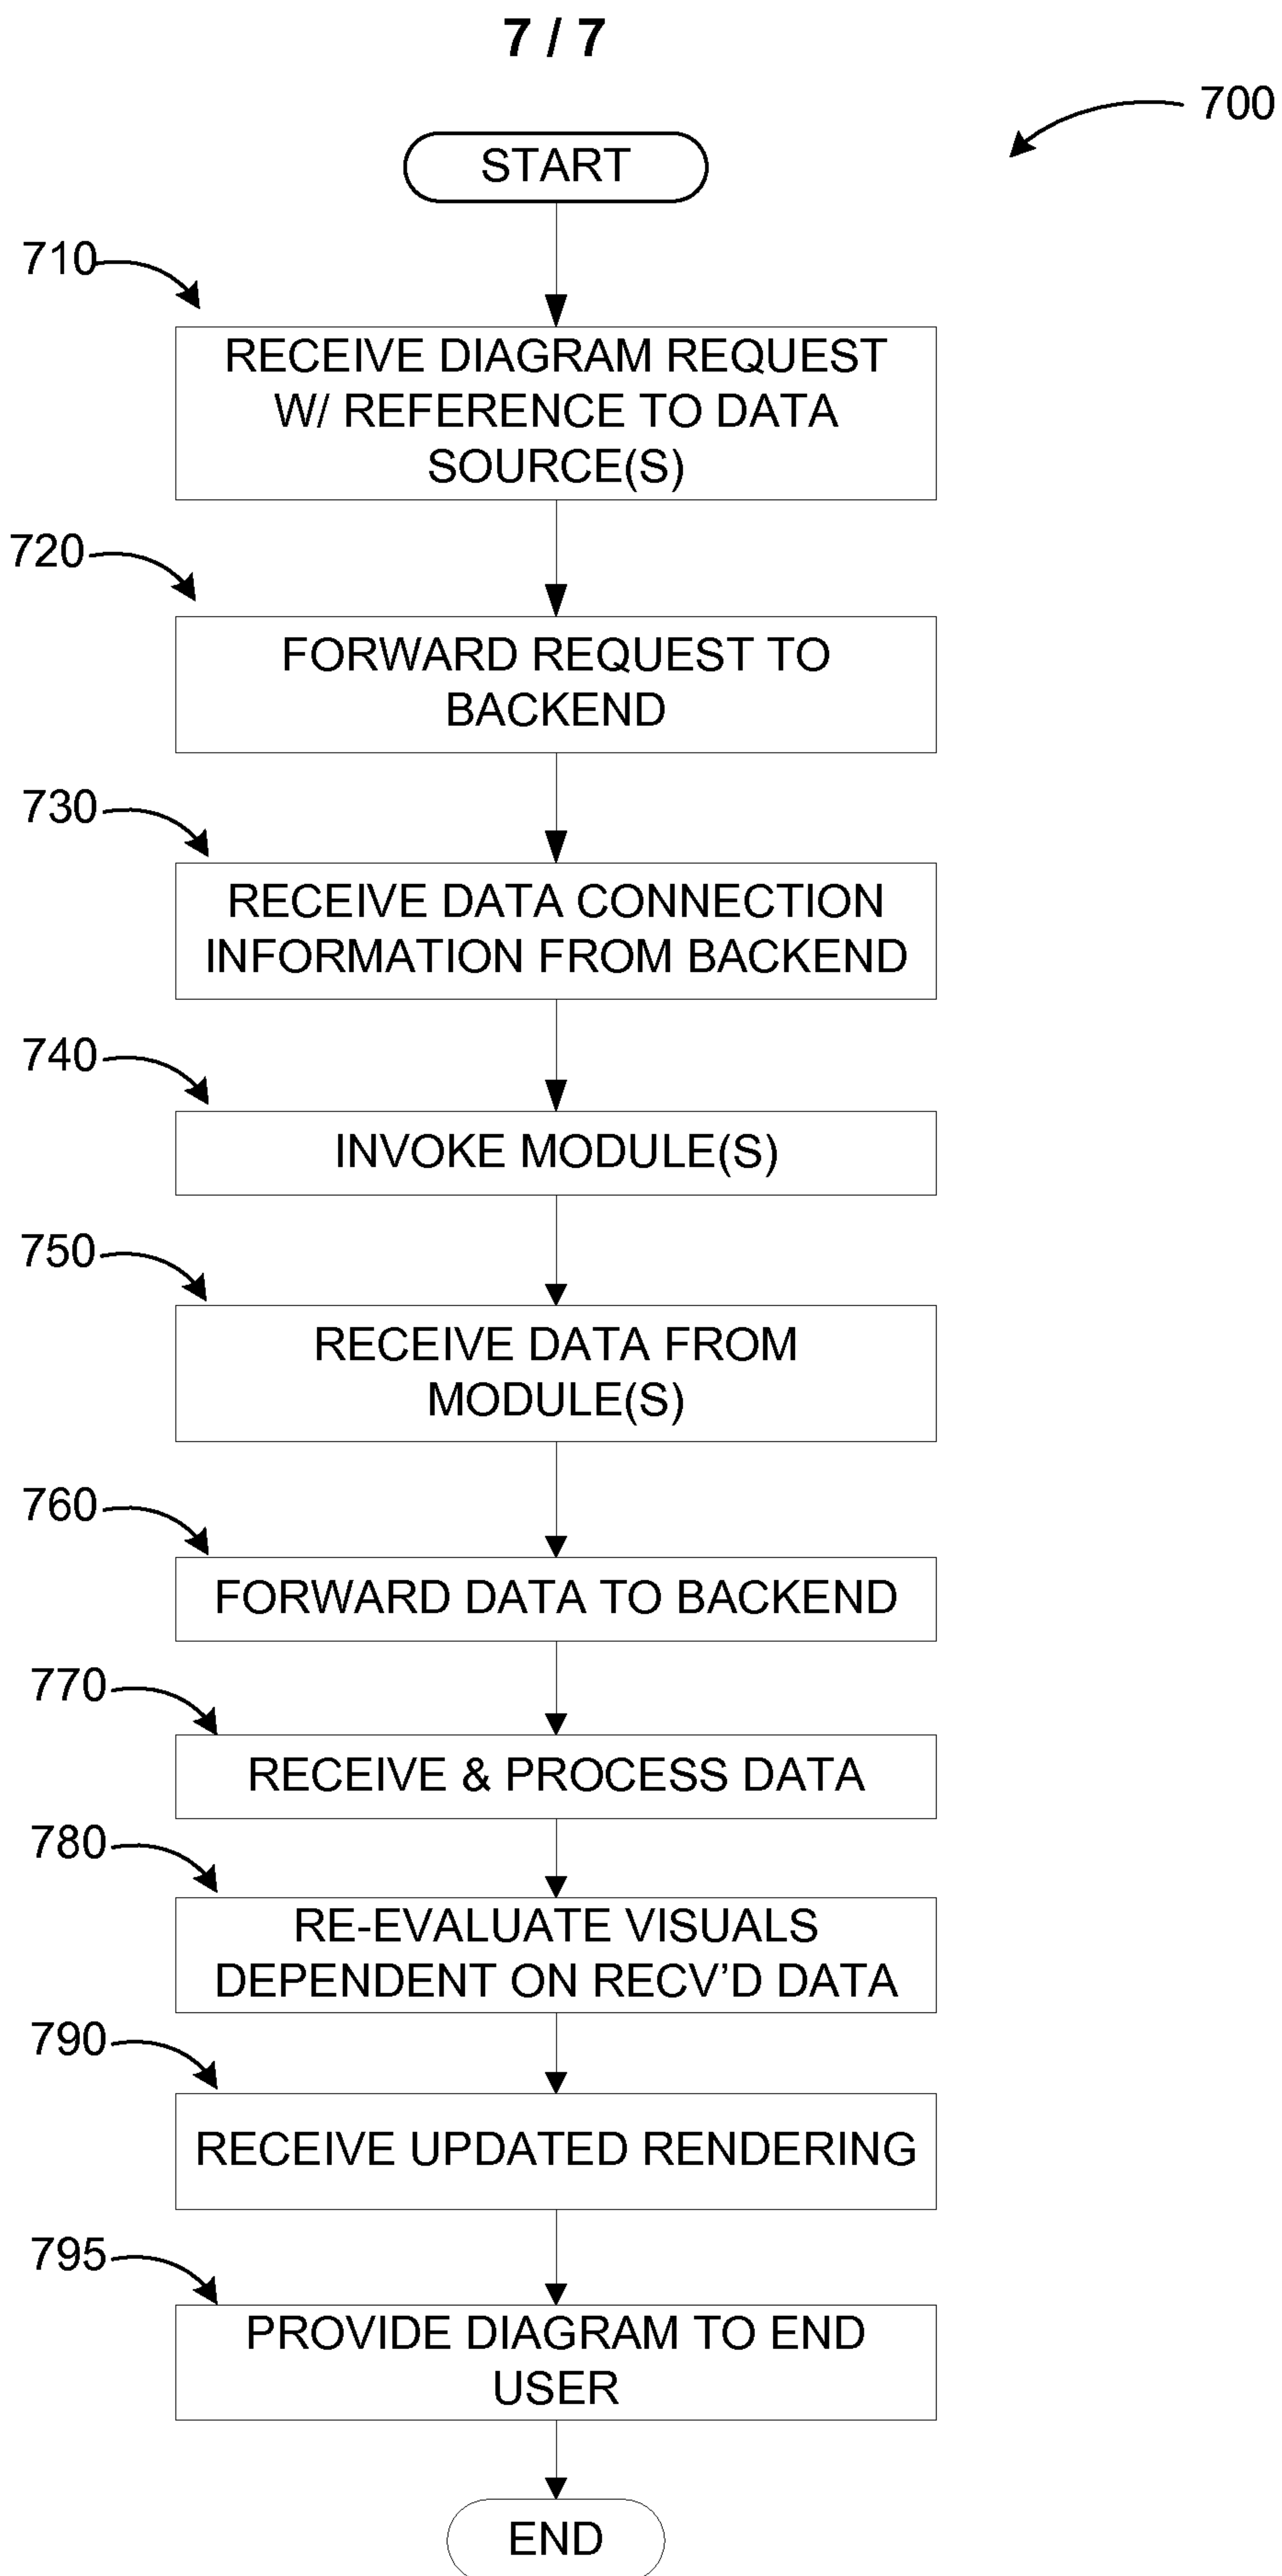 7 / 7
700
START
710
RECEIVE DIAGRAM REQUEST
W/ REFERENCE TO DATA
SOURCE(S)
720
FORWARD REQUEST TO
BACKEND
730
RECEIVE DATA CONNECTION
INFORMATION FROM BACKEND
740
INVOKE MODULE(S)
750
RECEIVE DATA FROM
MODULE(S)
760
FORWARD DATA TO BACKEND
770
RECEIVE & PROCESS DATA
780
RE-EVALUATE VISUALS
DEPENDENT ON RECV’D DATA
790
RECEIVE UPDATED RENDERING
795
PROVIDE DIAGRAM TO END
USER
END